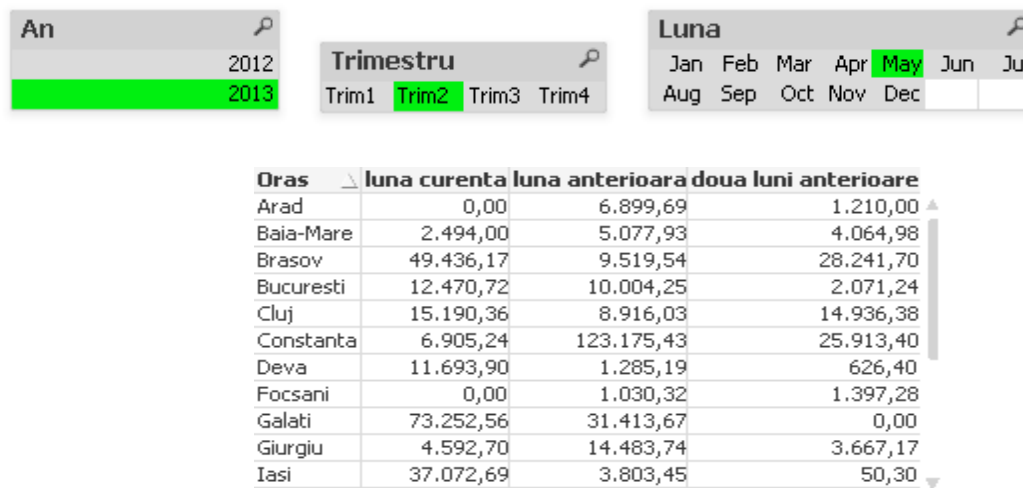 An
2012
2013
Trimestru
Trim1 Trim2 Trim3 Trim4
Luna
Jan Feb Mar Apr May Jun Ju
Aug Sep Oct Nov Dec
Oras luna curenta luna anterioara doua luni anterioare
Arad 0,00 6.899,69 1.210,00
Baia-Mare 2.494,00 5.077,93 4.064,98
Brasov 49.436,17 9.519,54 28.241,70
Bucuresti 12.470,72 10.004,25 2.071,24
Cluj 15.190,36 8.916,03 14.936,38
Constanta 6.905,24 123.175,43 25.913,40
Deva 11.693,90 1.285,19 626,40
Focsani 0,00 1.030,32 1.397,28
Galati 73.252,56 31.413,67 0,00
Giurgiu 4.592,70 14.483,74 3.667,17
Iasi 37.072,69 3.803,45 50,30